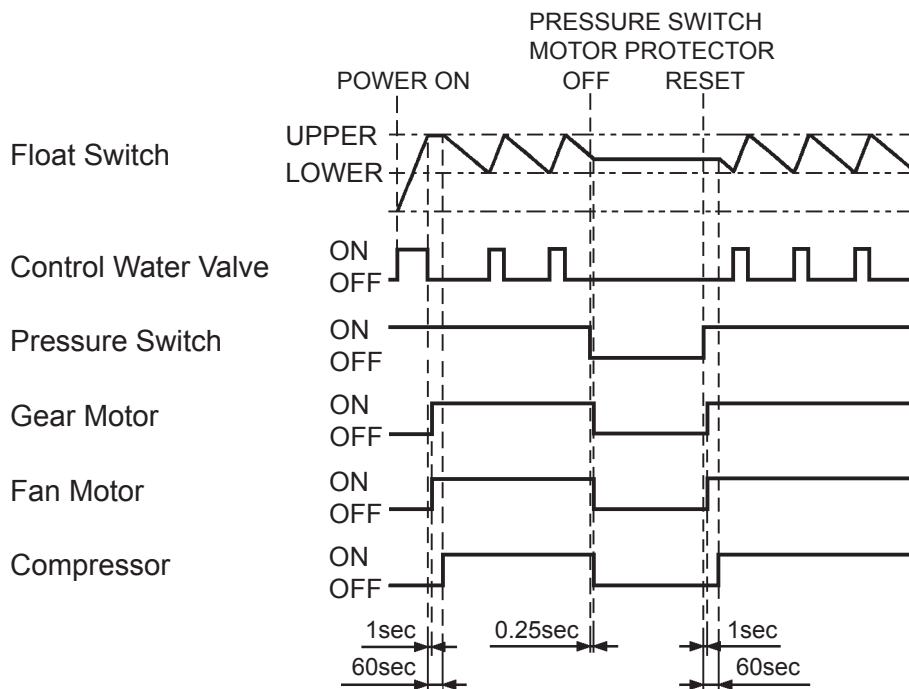 PRESSURE SWITCH
MOTOR PROTECTOR
POWER ON OFF RESET
Float Switch
UPPER
LOWER
Control Water Valve
ON
OFF
Pressure Switch
ON
OFF
Gear Motor
ON
OFF
Fan Motor
ON
OFF
Compressor
ON
OFF
1sec 0.25sec 1sec
60sec 60sec